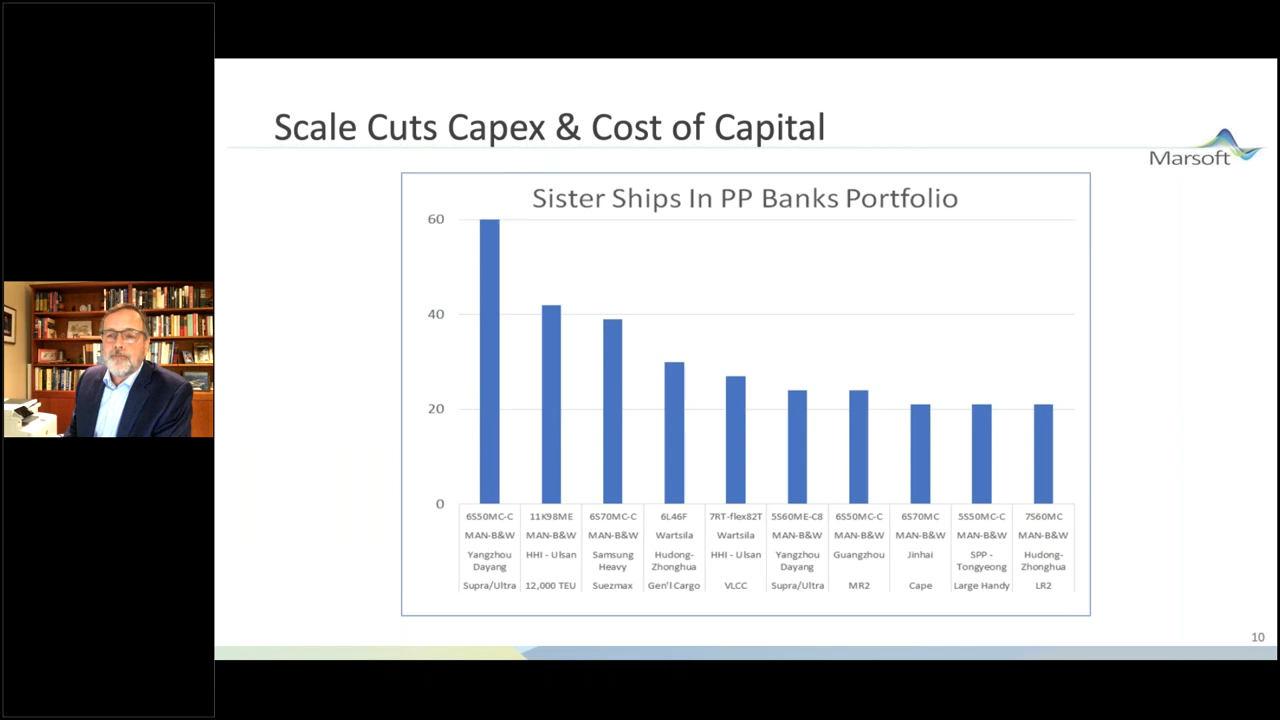 Scale Cuts Capex & Cost of Capital
Marsoft
Sister Ships In PP Banks Portfolio
60
40
20
0
6S50MC-C 11K98ME 6S70MC-C 6L46F 7RT-flex82T 5S60ME-C8 6S50MC-C 6S70MC 5S50MC-C 7S60MC
MAN-B&W MAN-B&W MAN-B&W Wartsila Wartsila MAN-B&W MAN-B&W MAN-B&W MAN-B&W MAN-B&W
Yangzhou HHI - Ulsan Samsung Hudong- HHI - Ulsan Yangzhou Guangzhou Jinhai SPP - Hudong-
Dayang Heavy Zhonghua Dayang Tongyeong Zhonghua
Supra/Ultra 12,000 TEU Suezmax Gen'l Cargo VLCC Supra/Ultra MR2 Cape Large Handy LR2
10